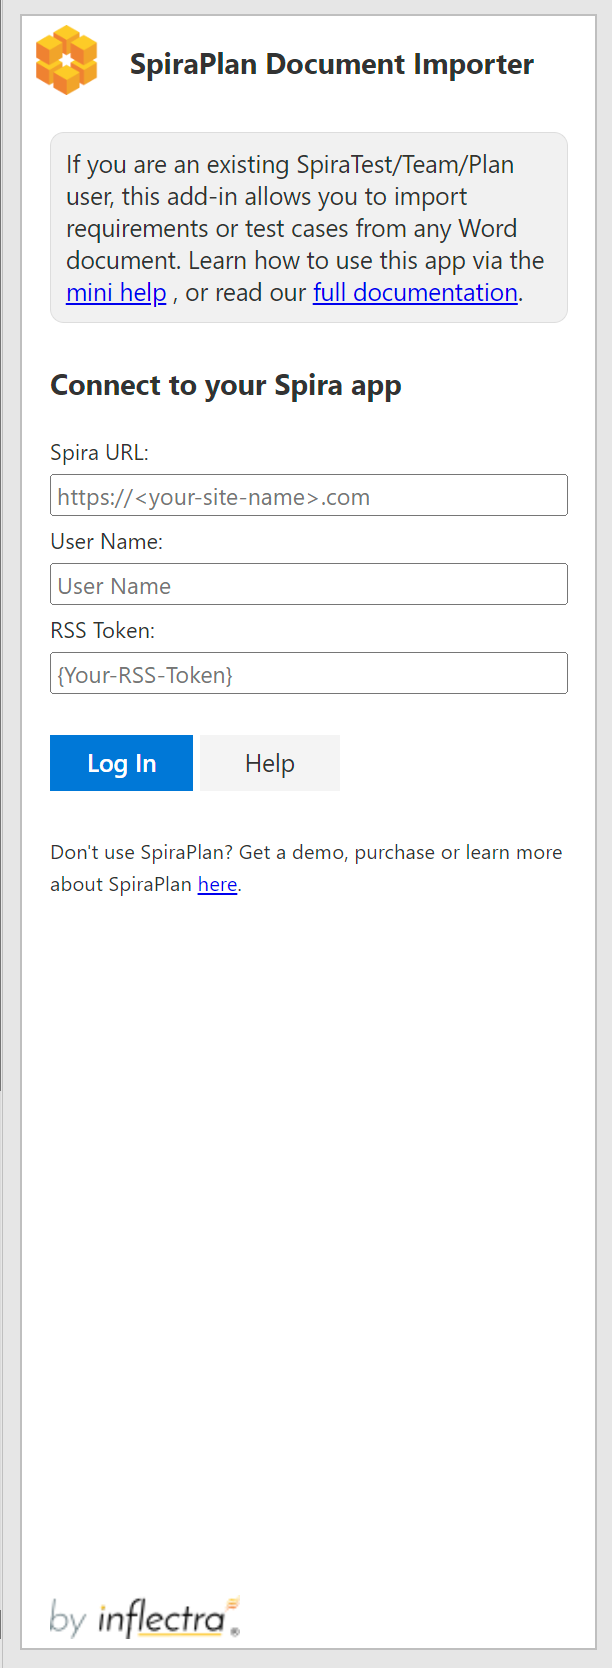 SpiraPlan Document Importer
If you are an existing SpiraTest/Team/Plan
user, this add-in allows you to import
requirements or test cases from any Word
document. Learn how to use this app via the
mini help , or read our full documentation.
Connect to your Spira app
Spira URL:
https://<your-site-name>.com
User Name:
User Name
RSS Token:
{Your-RSS-Token}
Log In Help
Don't use SpiraPlan? Get a demo, purchase or learn more
about SpiraPlan here.
by inflectra®